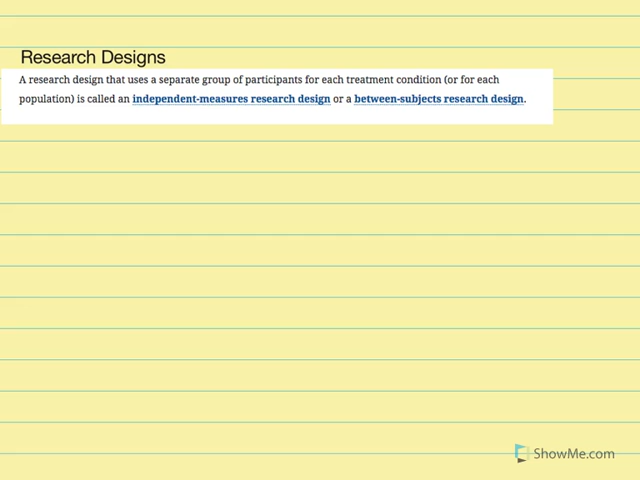 Research Designs
A research design that uses a separate group of participants for each treatment condition (or for each
population) is called an independent-measures research design or a between-subjects research design.
ShowMe.com